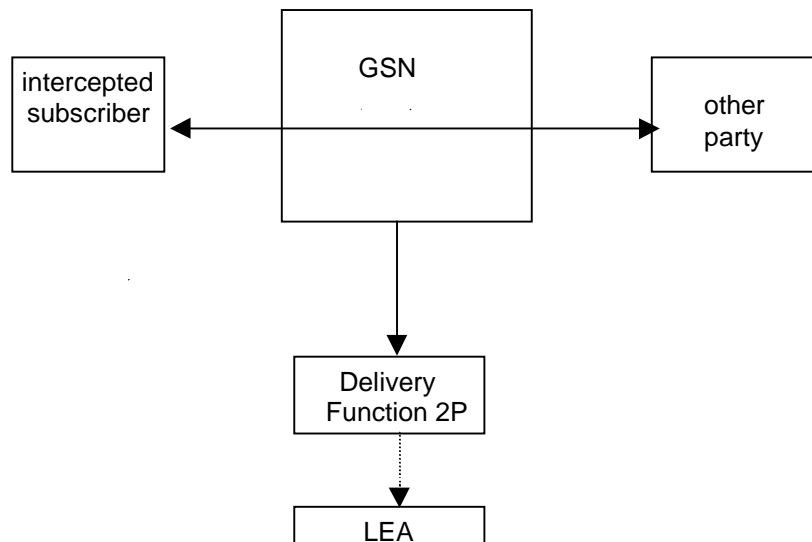 GSN
intercepted
subscriber
other
party
Delivery
Function 2P
LEA